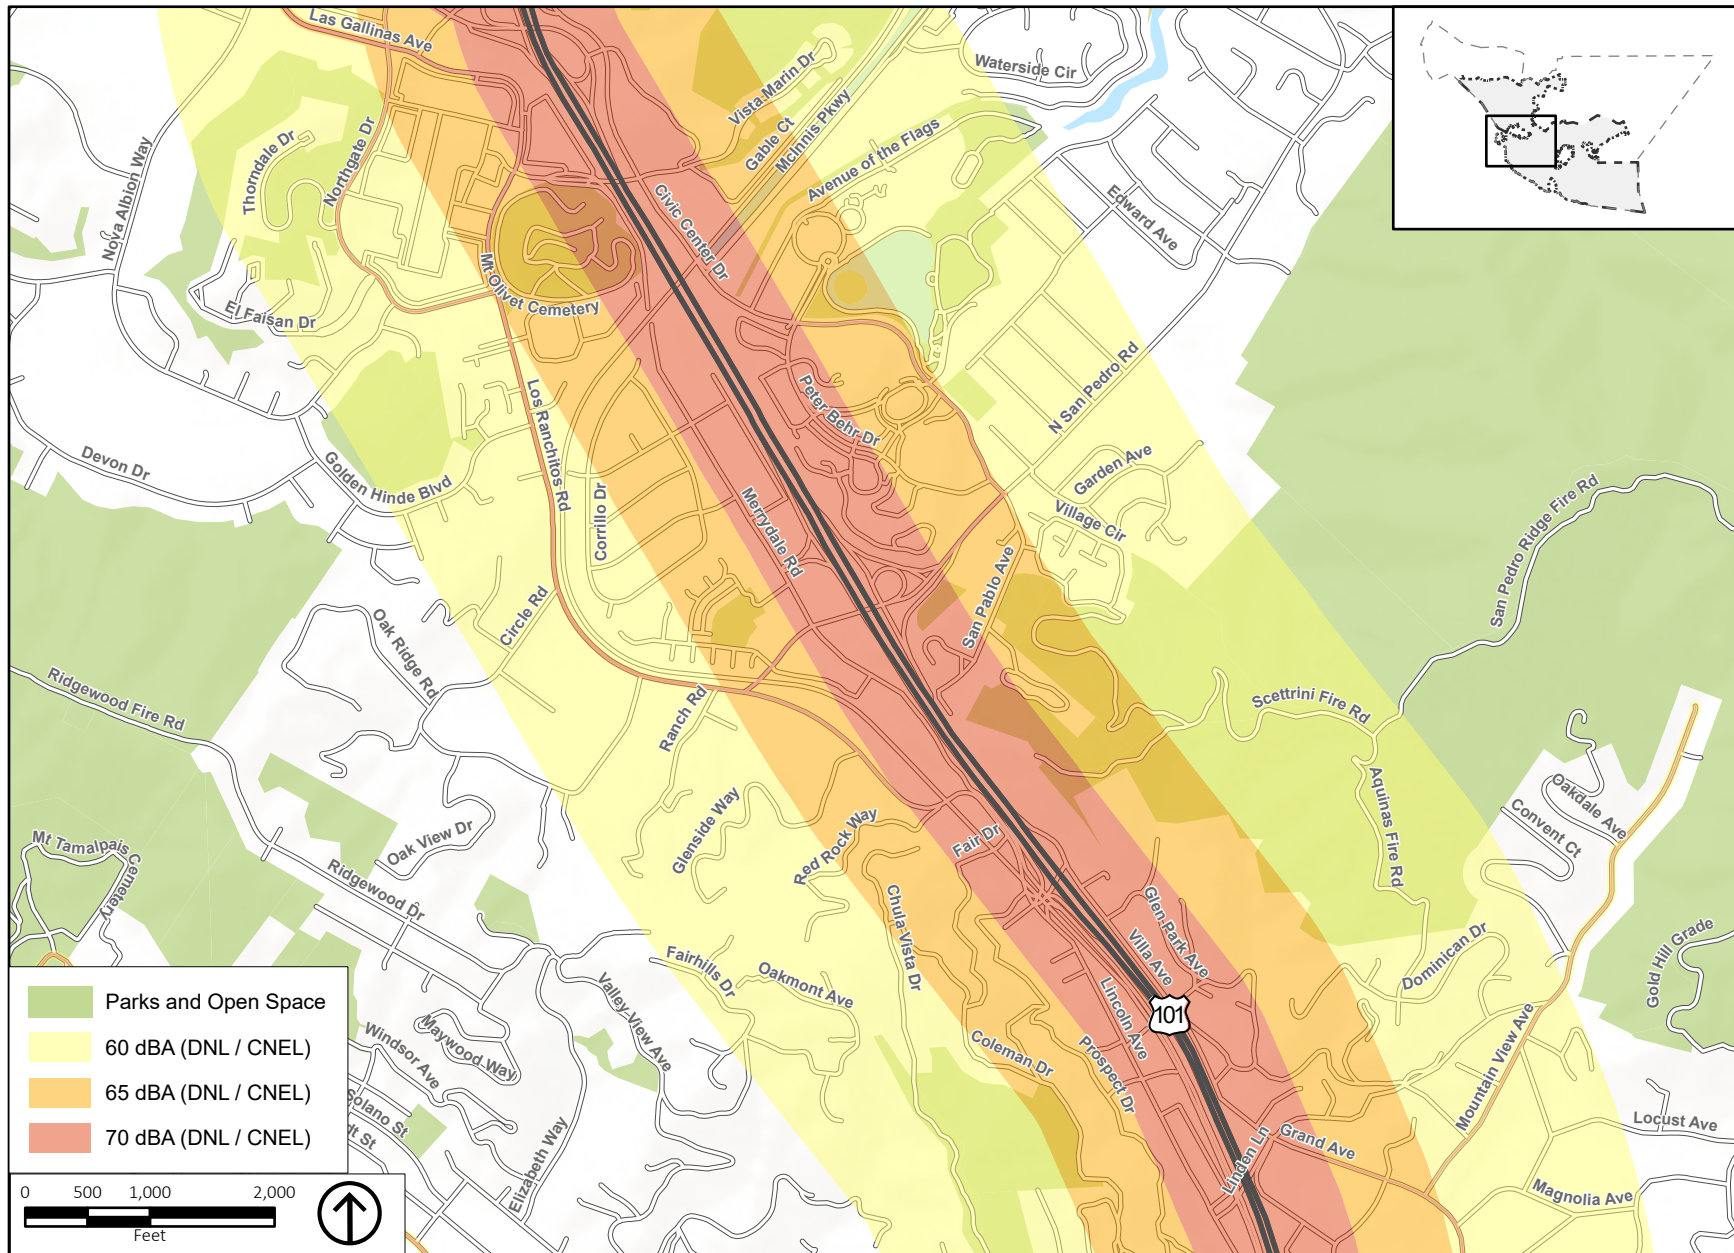 Las Gallinas Ave
Waterside Cir
Vista Marin Dr
Gable Ct
McInnis Pkwy
Avenue of the Flags
Thorndale Dr
Northgate Dr
Nova Albion Way
Civic Center Dr
Edward Ave
Mt Olivet Cemetery
El Faisan Dr
N San Pedro Rd
Peter Behr Dr
Los Ranchitos Rd
Devon Dr
Golden Hinde Blvd
Garden Ave
Village Cir
Corrillo Dr
Merrydale Rd
San Pedro Ridge Fire Rd
San Pablo Ave
Circle Rd
Oak Ridge Rd
Ridgewood Fire Rd
Ranch Rd
Scettrini Fire Rd
Aquinas Fire Rd
Oakdale Ave
Convent Ct
Glenside Way
Red Rock Way
Fair Dr
Oak View Dr
Mt Tamalpais Cemetery
Ridgewood Dr
Chula Vista Dr
Glen Park Ave
Villa Ave
Dominican Dr
Gold Hill Grade
Fairhills Dr
Oakmont Ave
Lincoln Ave
101
Valley View Ave
Maywood Way
Windsor Ave
Coleman Dr
Prospect Dr
Mountain View Ave
Solano St
dt St
Locust Ave
Grand Ave
Linden Ln
Elizabeth Way
Magnolia Ave
Parks and Open Space
60 dBA (DNL / CNEL)
65 dBA (DNL / CNEL)
70 dBA (DNL / CNEL)
0 500 1,000 2,000
Feet